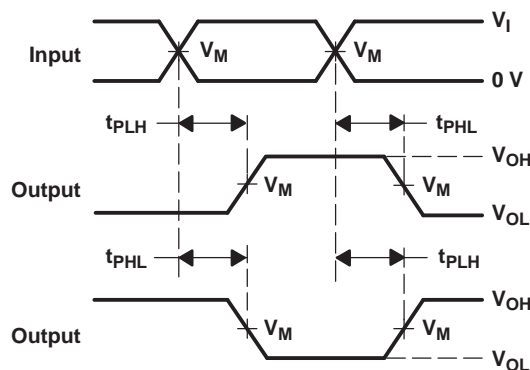 V_I
Input V_M V_M
0 V
t_PLH t_PHL
V_OH
Output V_M V_M
V_OL
t_PHL t_PLH
V_OH
Output V_M V_M
V_OL